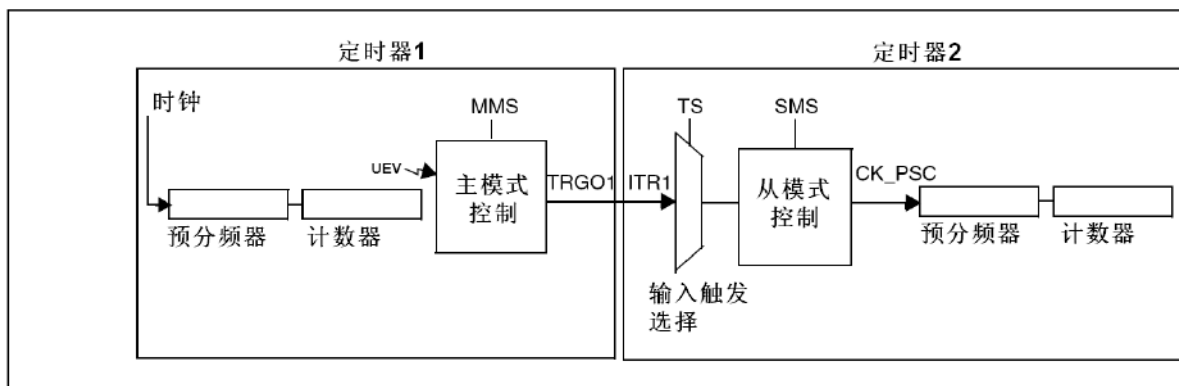 定时器1
定时器2
时钟
MMS
TS
SMS
UEV
主模式
控制
TRGO1
ITR1
从模式
控制
CK_PSC
预分频器
计数器
预分频器
计数器
输入触发
选择